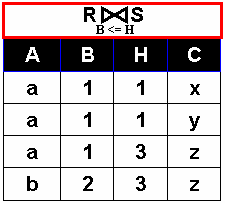 R⋈S
B <= H
A B H C
a 1 1 x
a 1 1 y
a 1 3 z
b 2 3 z